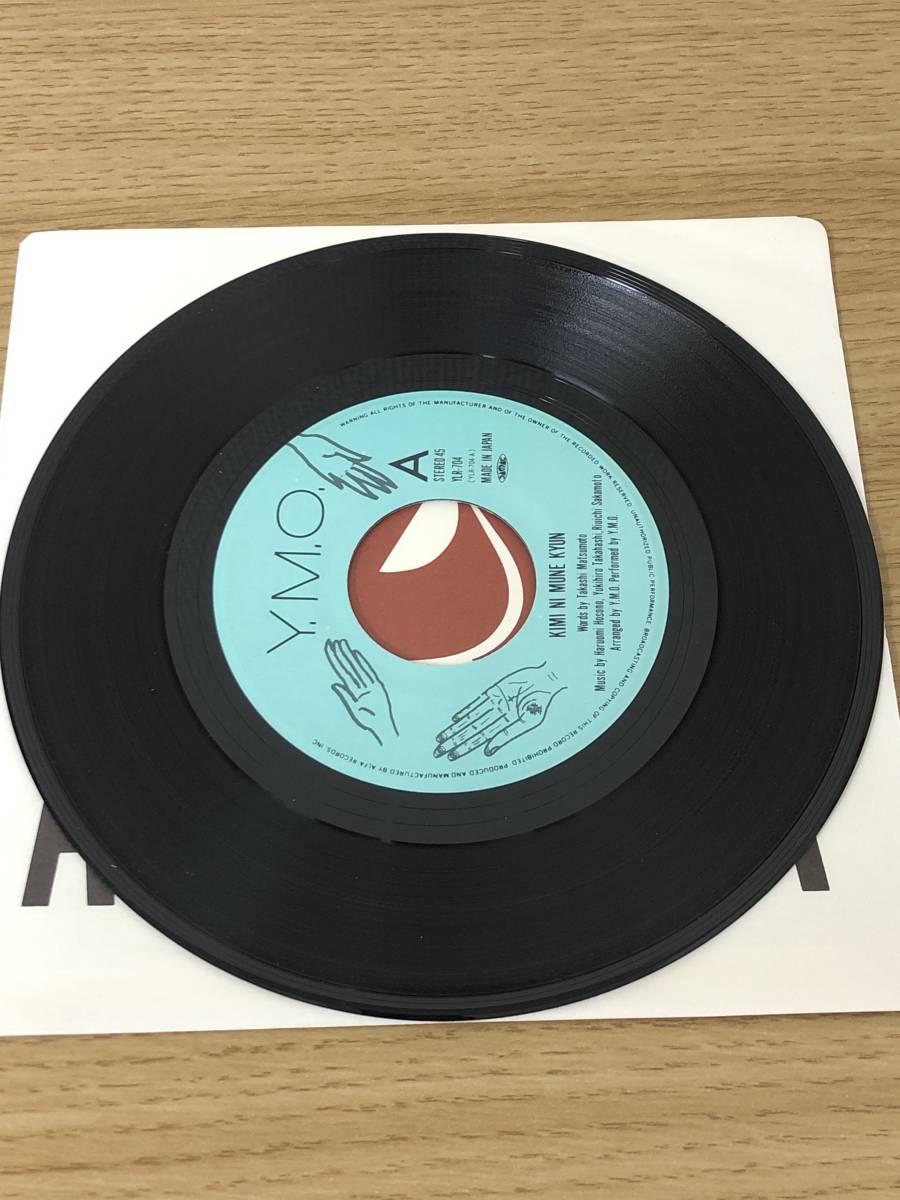 Y.M.O.
A
STEREO 45
YLR-704
(YLR-704 A)
MADE IN JAPAN
KIMI NI MUNE KYUN
Words by Takashi Matsumoto
Music by Haruomi Hosono, Yukihiro Takahashi, Riuichi Sakamoto
Arranged by Y.M.O. Performed by Y.M.O.
WARNING ALL RIGHTS OF THE MANUFACTURER AND OF THE OWNER OF THE RECORDED WORK RESERVED UNAUTHORIZED PUBLIC PERFORMANCE BROADCASTING AND COPYING OF THIS RECORD PROHIBITED. PRODUCED AND MANUFACTURED BY ALFA RECORDS INC.